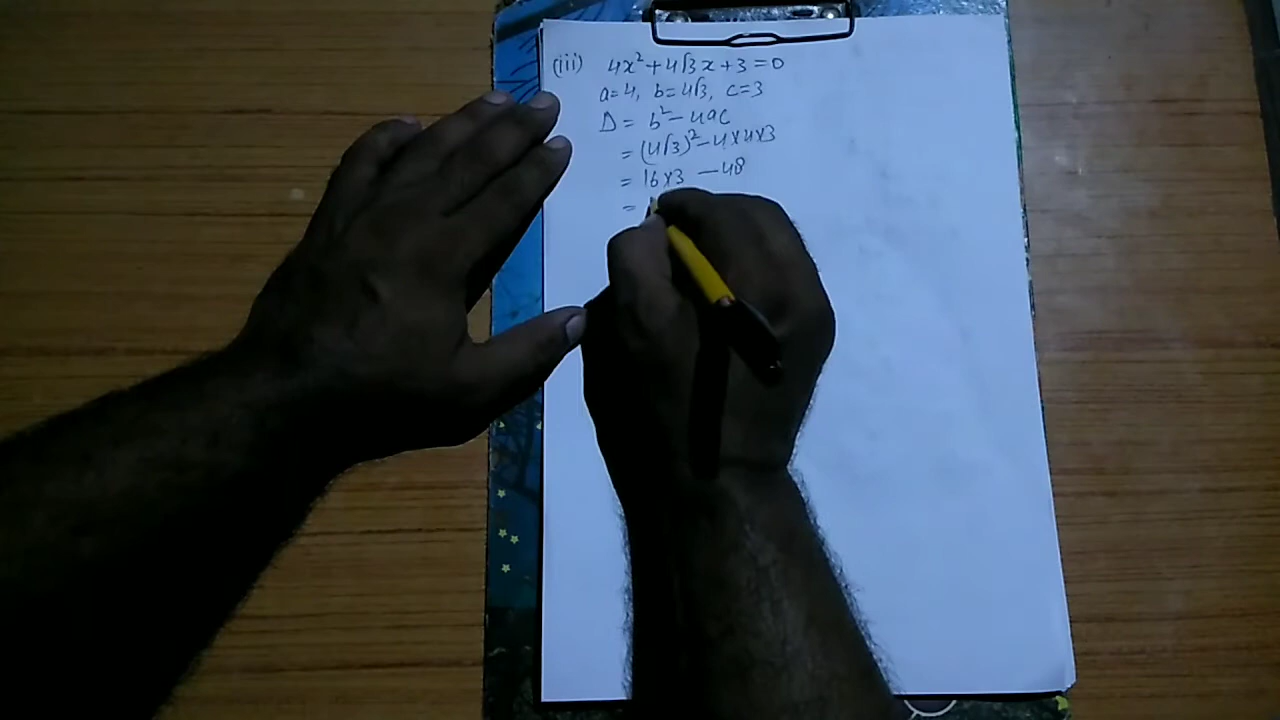 (iii) 4x²+4√3x+3=0
a=4, b=4√3, c=3
D = b²-4ac
= (4√3)²-4×4×3
= 16×3 -48
=